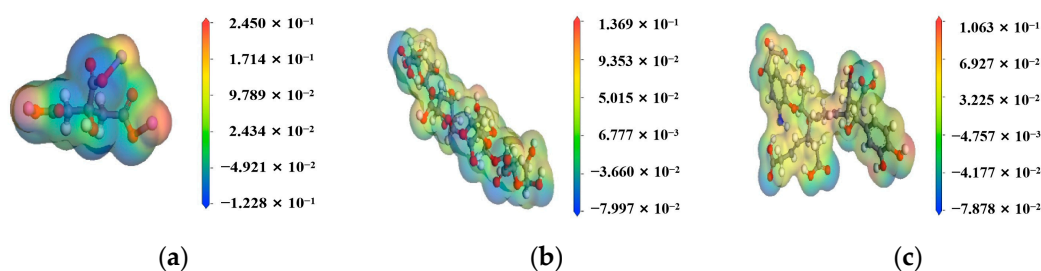 2.450 × 10⁻¹
1.714 × 10⁻¹
9.789 × 10⁻²
2.434 × 10⁻²
−4.921 × 10⁻²
−1.228 × 10⁻¹
(a)
1.369 × 10⁻¹
9.353 × 10⁻²
5.015 × 10⁻²
6.777 × 10⁻³
−3.660 × 10⁻²
−7.997 × 10⁻²
(b)
1.063 × 10⁻¹
6.927 × 10⁻²
3.225 × 10⁻²
−4.757 × 10⁻³
−4.177 × 10⁻²
−7.878 × 10⁻²
(c)